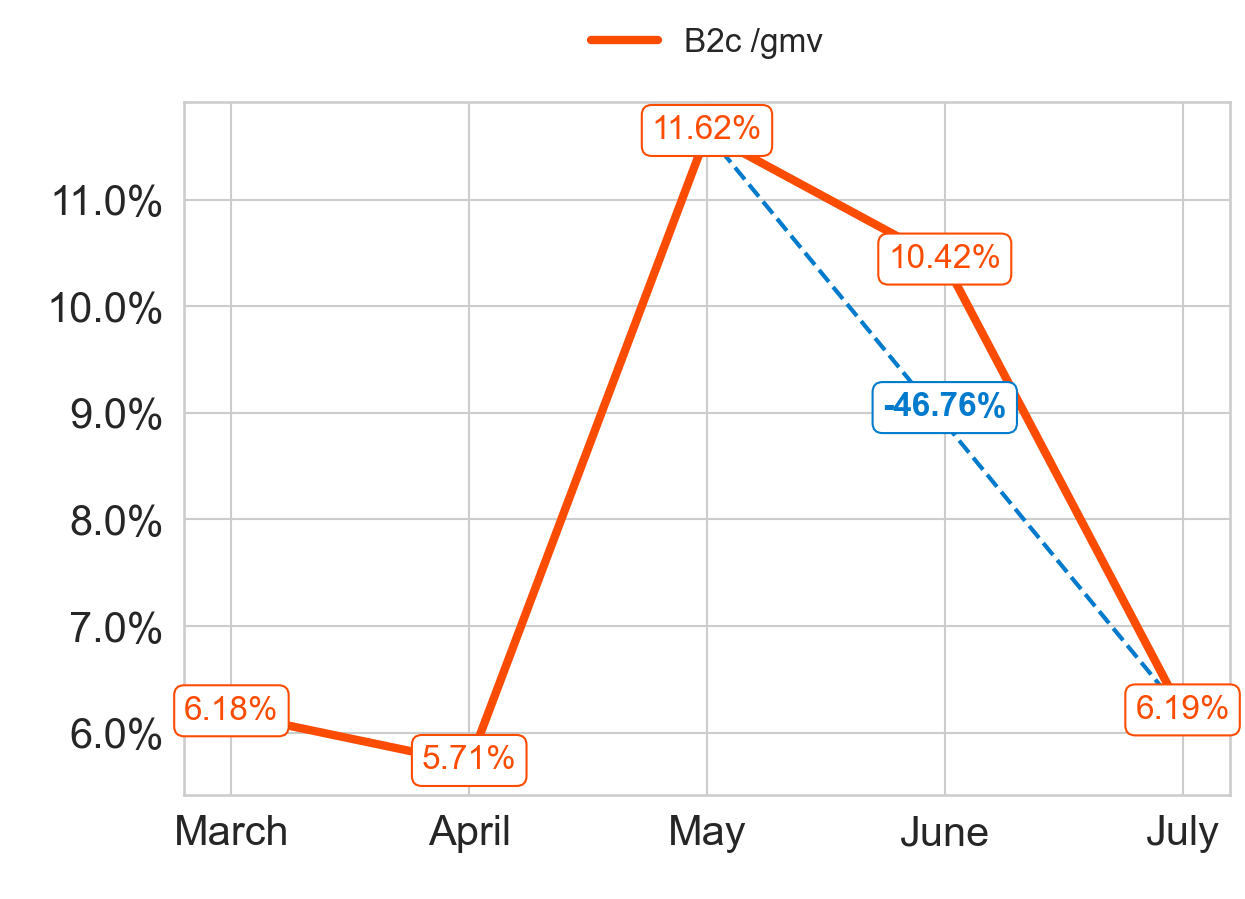 B2c /gmv
11.62%
11.0%
10.42%
10.0%
9.0%
-46.76%
8.0%
7.0%
6.18%
6.19%
6.0%
5.71%
March
April
May
June
July